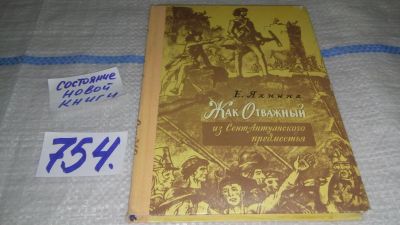 состояние
новой
книги
754.
Е. Яхнина
Жак Отважный
из Сент-Антуанского
предместья